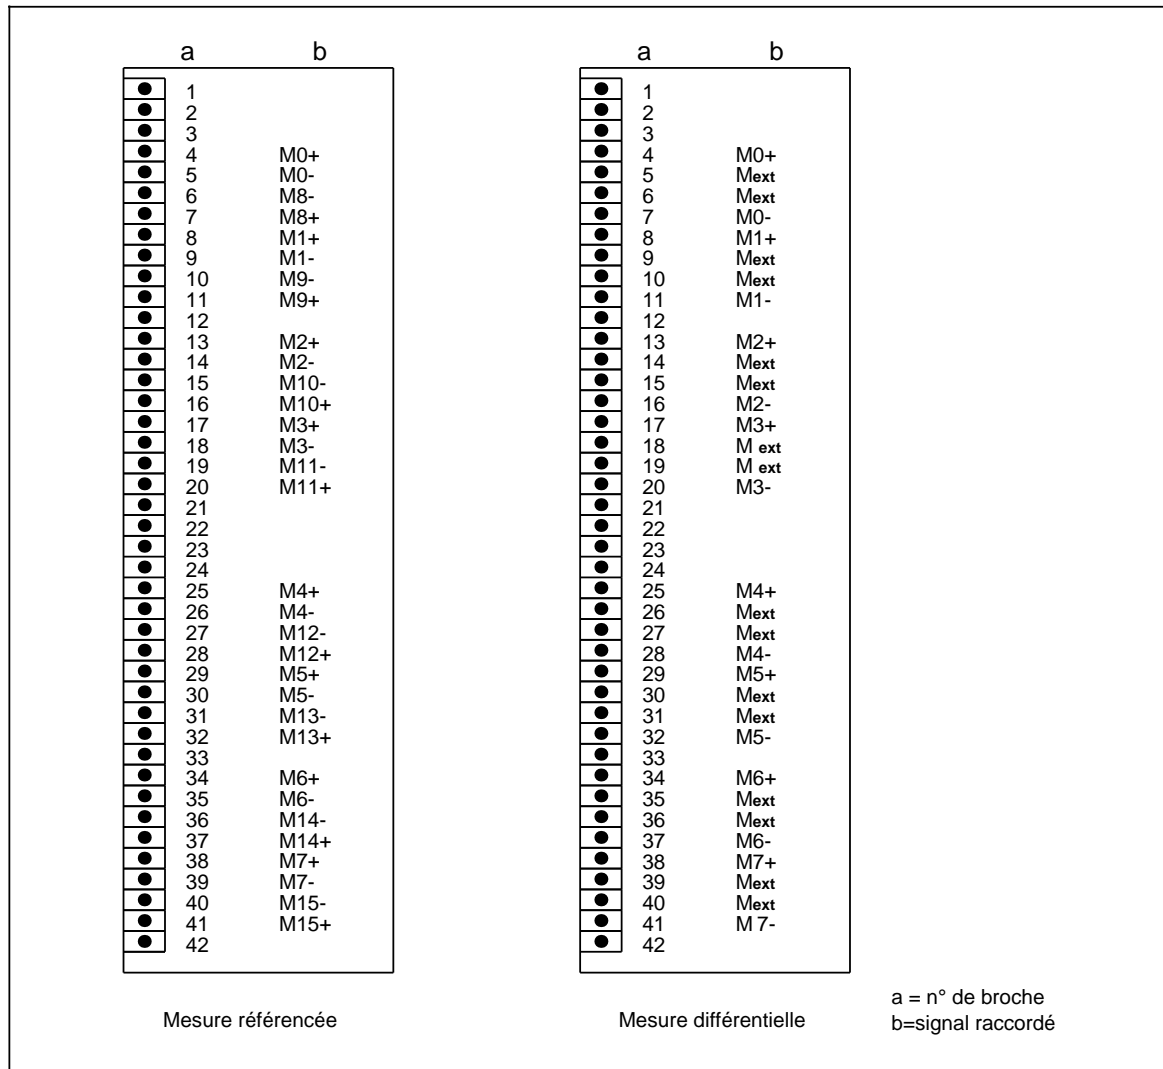 a b a b
1 1
2 2
3 3
4 M0+ 4 M0+
5 M0- 5 Mext
6 M8- 6 Mext
7 M8+ 7 M0-
8 M1+ 8 M1+
9 M1- 9 Mext
10 M9- 10 Mext
11 M9+ 11 M1-
12 12
13 M2+ 13 M2+
14 M2- 14 Mext
15 M10- 15 Mext
16 M10+ 16 M2-
17 M3+ 17 M3+
18 M3- 18 M ext
19 M11- 19 M ext
20 M11+ 20 M3-
21 21
22 22
23 23
24 24
25 M4+ 25 M4+
26 M4- 26 Mext
27 M12- 27 Mext
28 M12+ 28 M4-
29 M5+ 29 M5+
30 M5- 30 Mext
31 M13- 31 Mext
32 M13+ 32 M5-
33 33
34 M6+ 34 M6+
35 M6- 35 Mext
36 M14- 36 Mext
37 M14+ 37 M6-
38 M7+ 38 M7+
39 M7- 39 Mext
40 M15- 40 Mext
41 M15+ 41 M 7-
42 42
Mesure référencée Mesure différentielle
a = n° de broche
b=signal raccordé